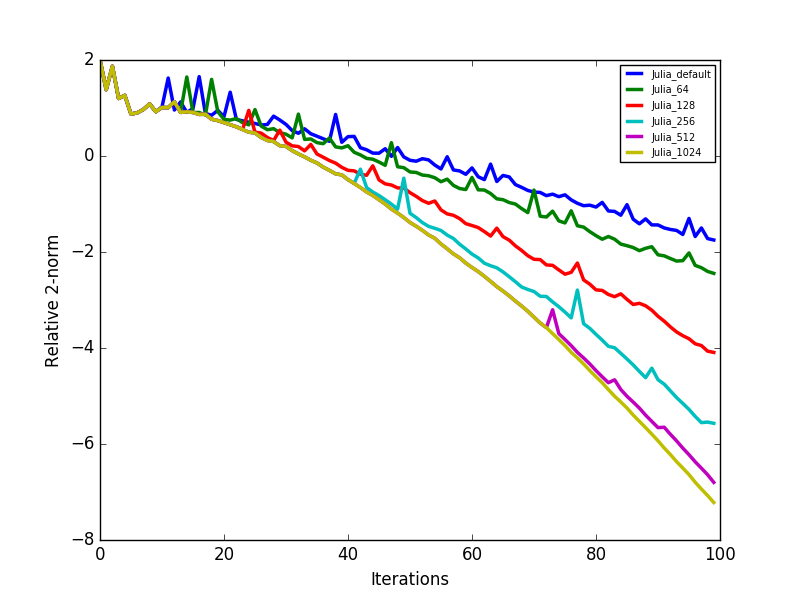 2
0
−2
−4
−6
−8
0 20 40 60 80 100
Iterations
Relative 2-norm
Julia_default
Julia_64
Julia_128
Julia_256
Julia_512
Julia_1024